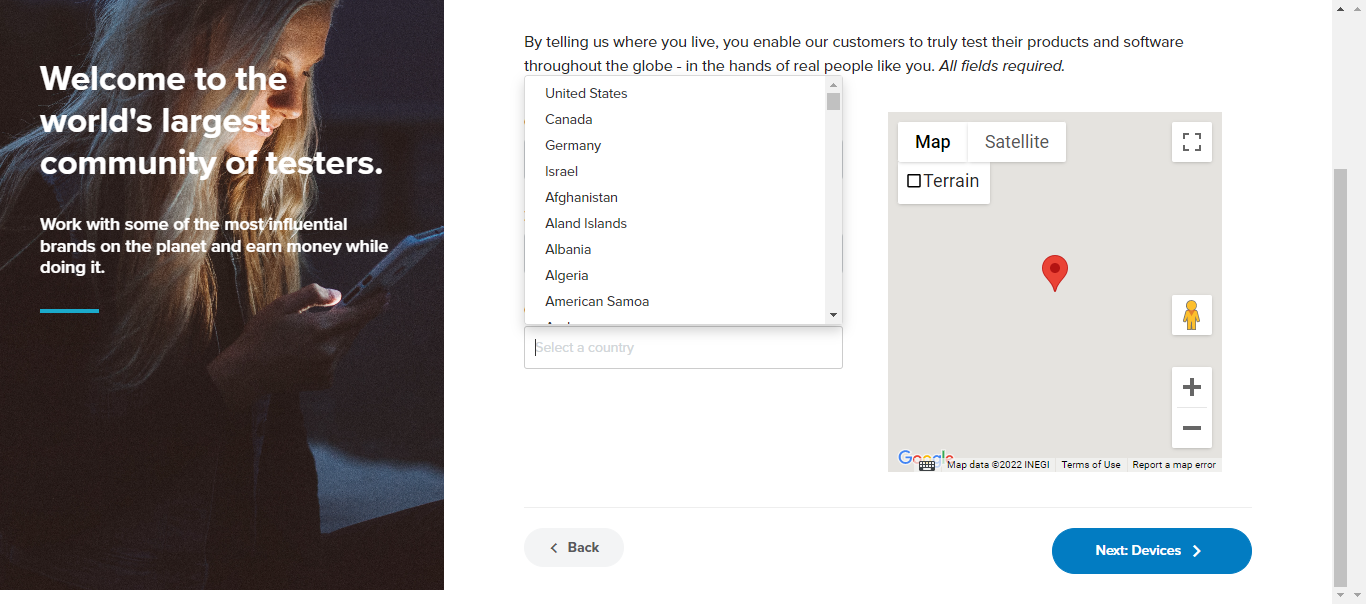 Welcome to the
world's largest
community of testers.
Work with some of the most influential
brands on the planet and earn money while
doing it.
By telling us where you live, you enable our customers to truly test their products and software
throughout the globe - in the hands of real people like you. All fields required.
United States
Canada
Germany
Israel
Afghanistan
Aland Islands
Albania
Algeria
American Samoa
Select a country
Map
Satellite
Terrain
Google
Map data ©2022 INEGI
Terms of Use
Report a map error
Back
Next: Devices